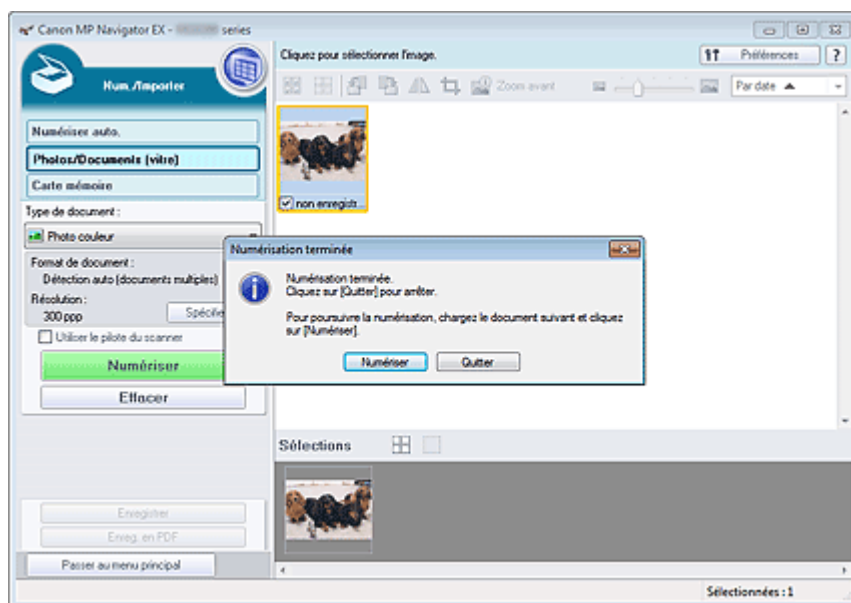 Canon MP Navigator EX - series
Num./Importer
Numériser auto.
Photos/Documents (vitre)
Carte mémoire
Type de document :
Photo couleur
Format de document :
Détection auto (documents multiples)
Résolution :
300 ppp
Spécifie
Utiliser le pilote du scanner
Numériser
Effacer
Enregistrer
Enreg. en PDF
Passer au menu principal
Cliquez pour sélectionner l'image.
Préférences
?
Zoom avant
Par date
non enregistr...
Numérisation terminée
Numérisation terminée.
Cliquez sur [Quitter] pour arrêter.
Pour poursuivre la numérisation, chargez le document suivant et cliquez
sur [Numériser].
Numériser
Quitter
Sélections
Sélectionnées : 1